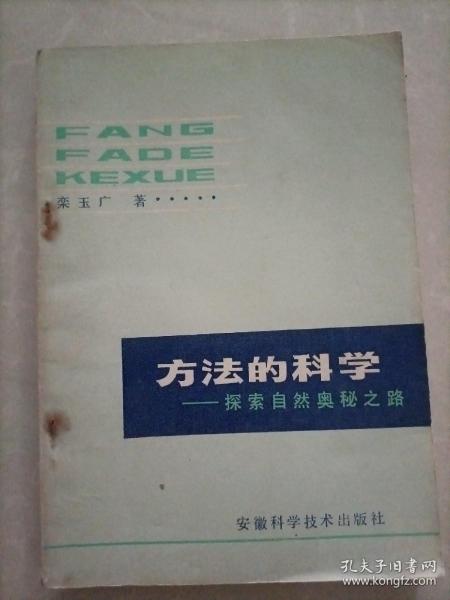 FANG
FADE
KEXUE
栾玉广 著·····
方法的科学
——探索自然奥秘之路
安徽科学技术出版社
孔夫子旧书网
www.kongfz.com